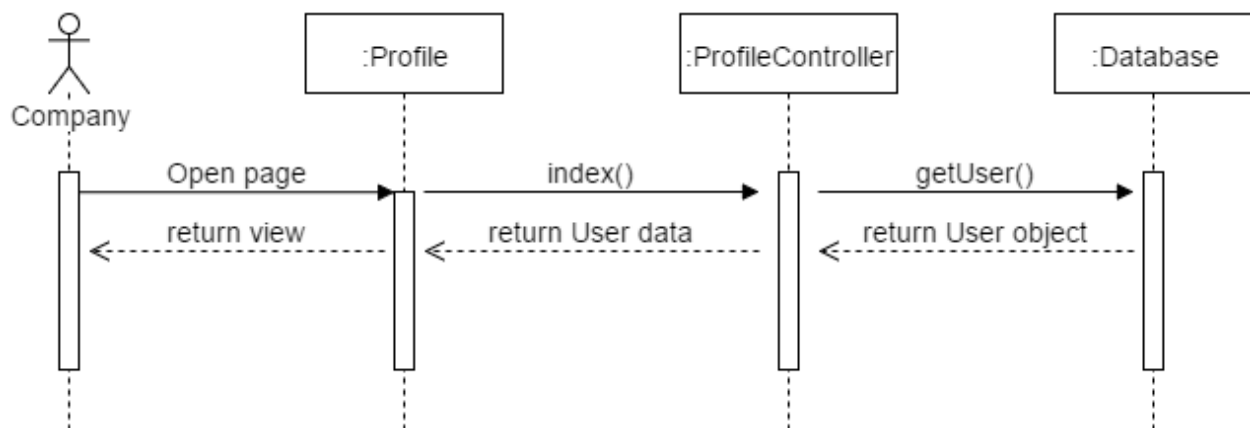 :Profile
:ProfileController
:Database
Company
Open page
index()
getUser()
return view
return User data
return User object